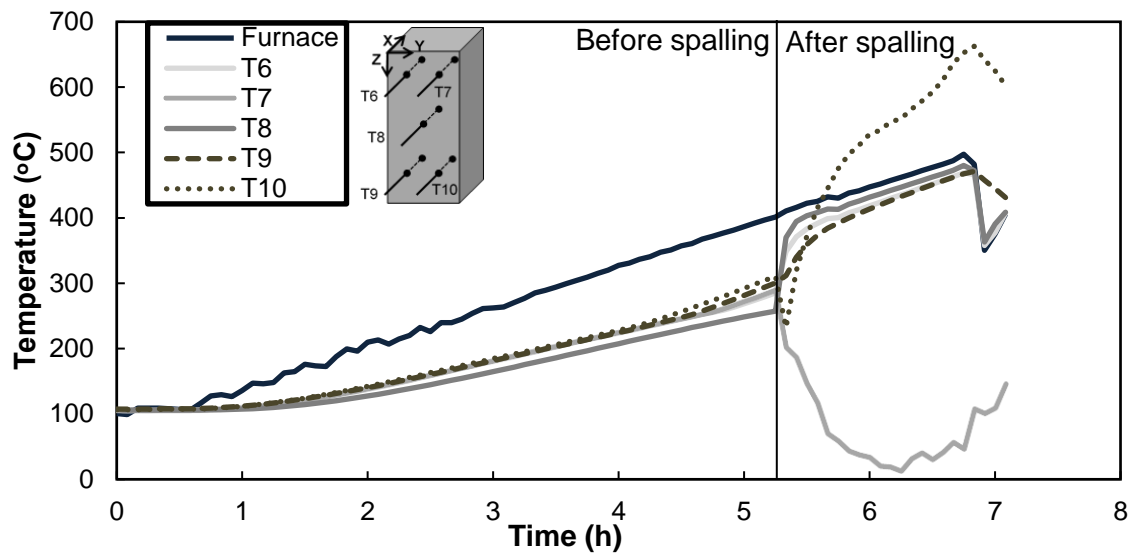 700
600
500
400
300
200
100
0
Temperature (ºC)
Furnace
T6
T7
T8
T9
T10
X
Y
Z
T6
T7
T8
T9
T10
Before spalling
After spalling
0 1 2 3 4 5 6 7 8
Time (h)